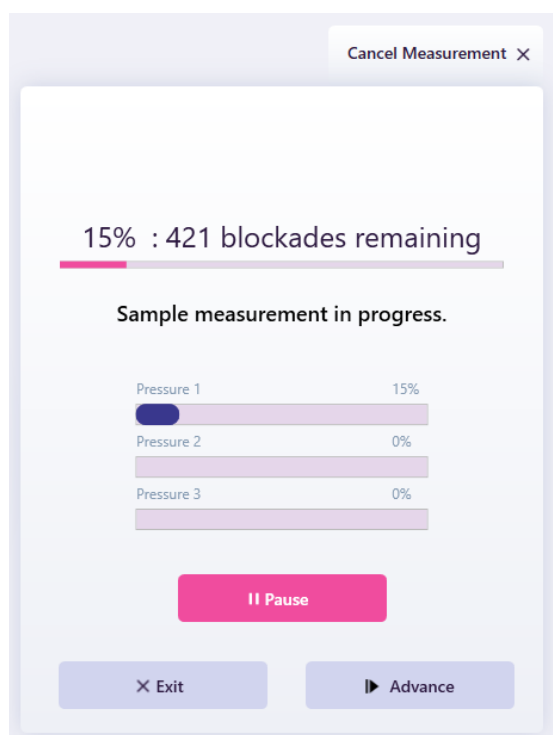 Cancel Measurement ×
15% : 421 blockades remaining
Sample measurement in progress.
Pressure 1 15%
Pressure 2 0%
Pressure 3 0%
Pause
Exit
Advance